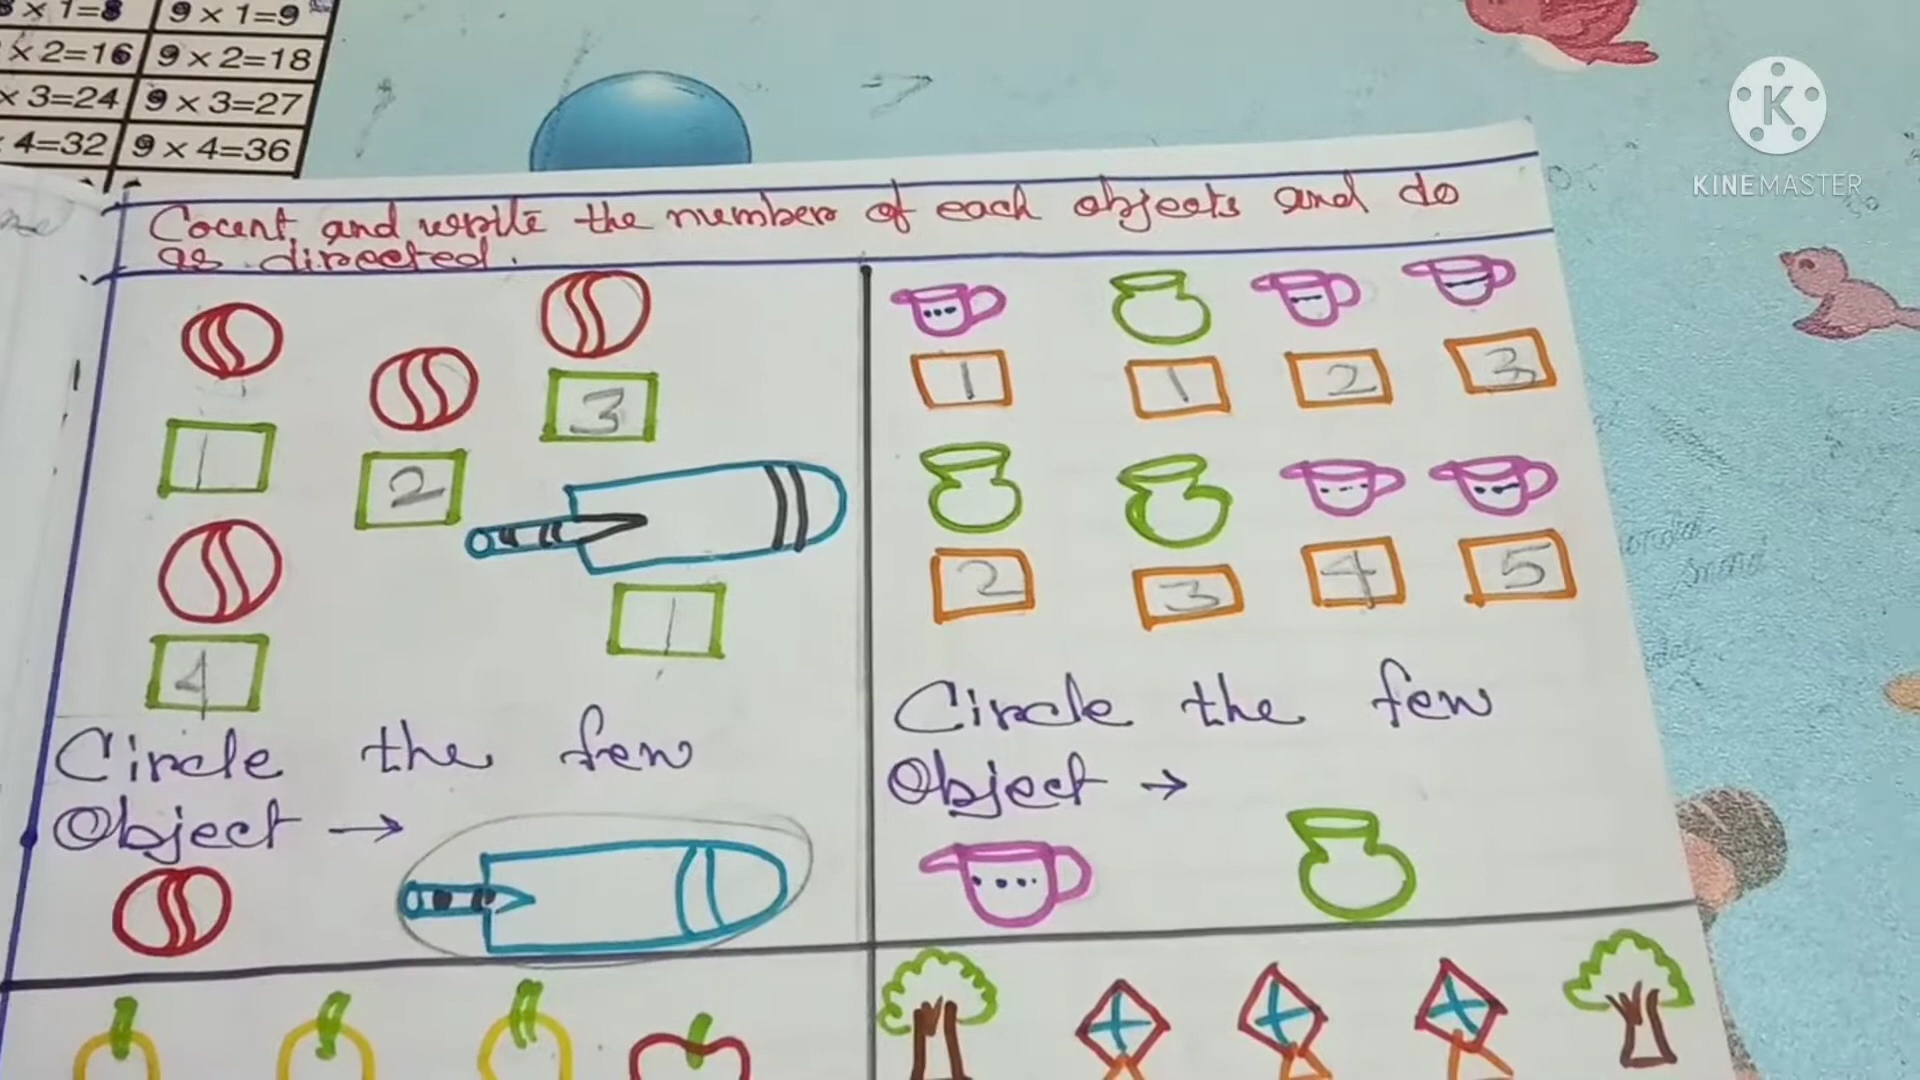 8 × 1=8
9 × 1=9
× 2=16
9 × 2=18
× 3=24
9 × 3=27
4=32
9 × 4=36
KINEMASTER
Count and write the number of each objects and do
as directed.
3
1
2
1
4
Circle the few
Object →
1 1 2 3
2 3 4 5
Circle the few
Object →